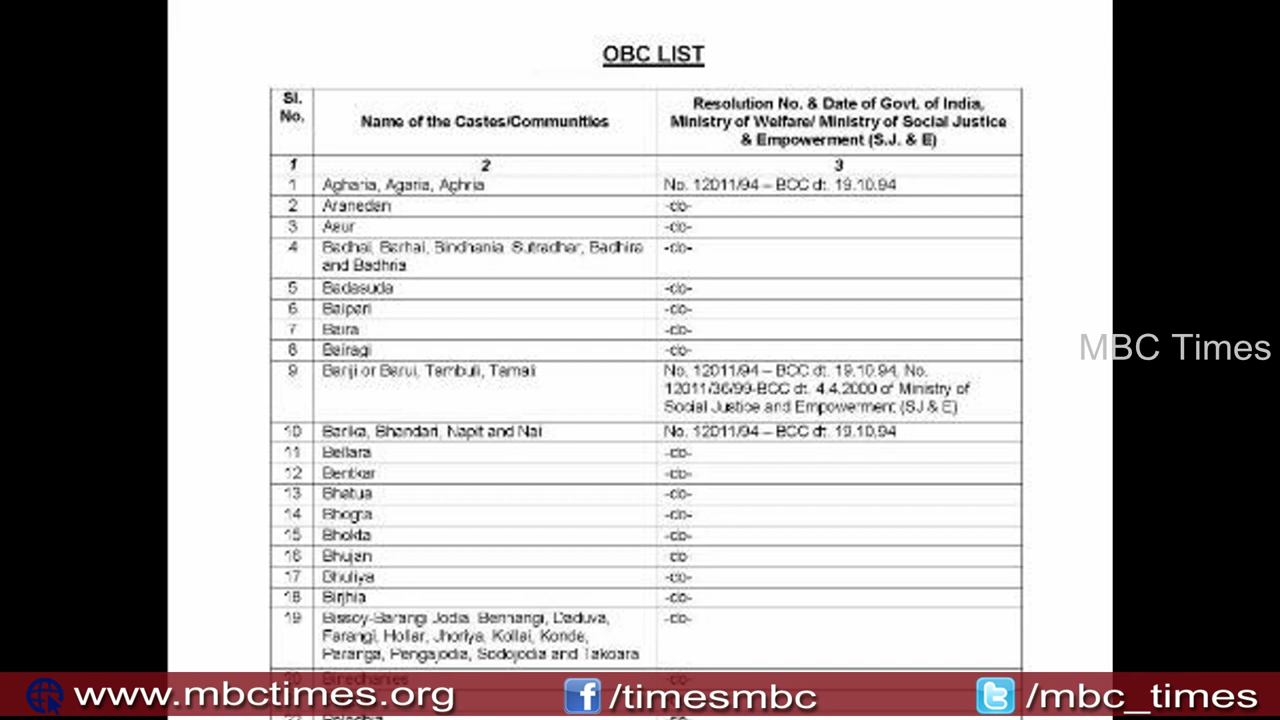 OBC LIST
Sl. No.
Name of the Castes/Communities
Resolution No. & Date of Govt. of India,
Ministry of Welfare/ Ministry of Social Justice
& Empowerment (S.J. & E)
1 2 3
1 Agharia, Agaria, Aghria No. 12011/94 – BCC dt. 19.10.94
2 Aranedan -do-
3 Asur -do-
4 Badhai, Barhai, Bindhania, Sutradhar, Badhira -do-
and Badhria
5 Badasuda -do-
6 Baipari -do-
7 Baira -do-
8 Bairagi -do-
9 Banji or Barui, Tambuli, Tamali No. 12011/94 – BCC dt. 19.10.94, No.
12011/36/99-BCC dt. 4.4.2000 of Ministry of
Social Justice and Empowerment (SJ & E)
10 Barika, Bhandari, Napit and Nai No. 12011/94 – BCC dt. 19.10.94
11 Bellara -do-
12 Bentkar -do-
13 Bhatua -do-
14 Bhogta -do-
15 Bhokta -do-
16 Bhujan do
17 Bhuliya -do-
18 Birjhia -do-
19 Bissoy-Barangi Jodia, Bennangi, Daduva, -do-
Farangi, Hollar, Jhoriya, Kollai, Konde,
Paranga, Pengajodia, Sodojodia and Takoara
MBC Times
www.mbctimes.org
/timesmbc
/mbc_times